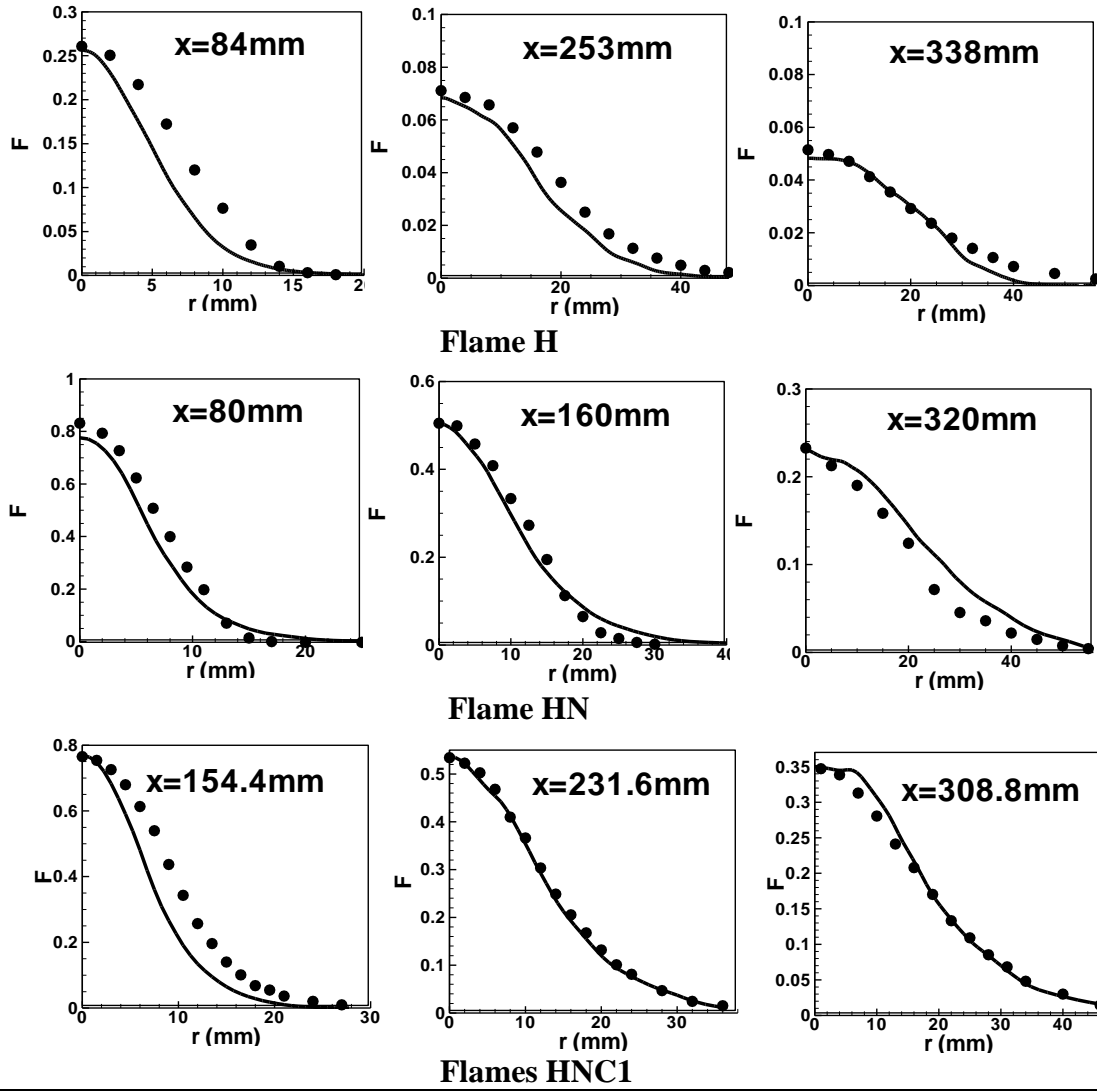 x=84mm
F
0.3
0.25
0.2
0.15
0.1
0.05
0
0
5
10
15
20
r (mm)
x=253mm
F
0.1
0.08
0.06
0.04
0.02
0
0
20
40
r (mm)
x=338mm
F
0.1
0.08
0.06
0.04
0.02
0
0
20
40
r (mm)
Flame H
x=80mm
F
1
0.8
0.6
0.4
0.2
0
0
10
20
r (mm)
x=160mm
F
0.6
0.4
0.2
0
0
10
20
30
40
r (mm)
x=320mm
F
0.3
0.2
0.1
0
0
20
40
r (mm)
Flame HN
x=154.4mm
F
0.8
0.6
0.4
0.2
0
0
10
20
30
r (mm)
x=231.6mm
F
0.5
0.4
0.3
0.2
0.1
0
0
10
20
30
r (mm)
x=308.8mm
F
0.35
0.3
0.25
0.2
0.15
0.1
0.05
0
0
10
20
30
40
r (mm)
Flames HNC1